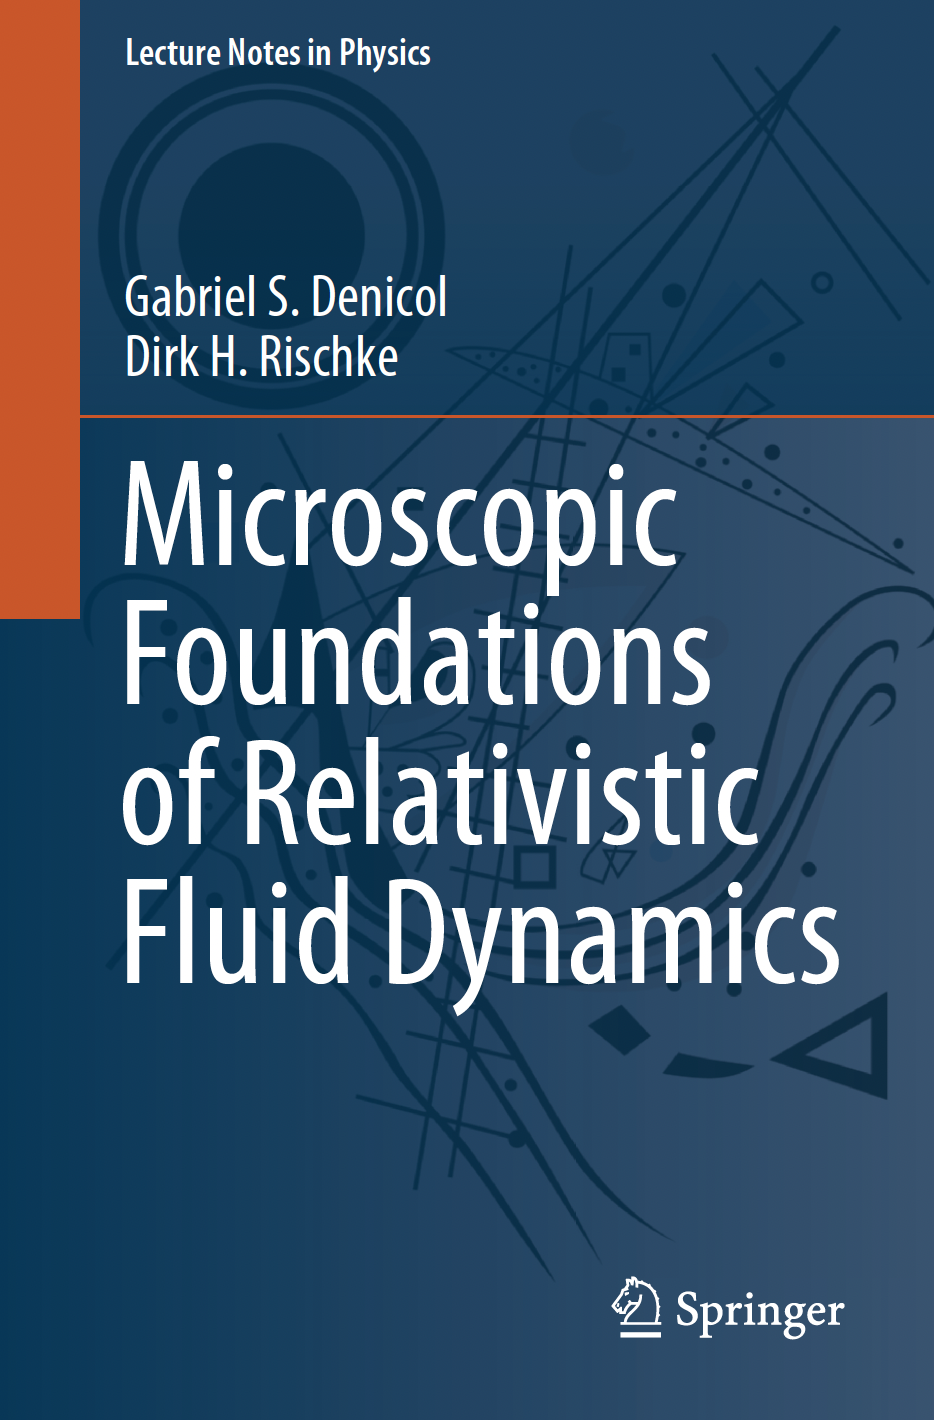 Lecture Notes in Physics
Gabriel S. Denicol
Dirk H. Rischke
Microscopic
Foundations
of Relativistic
Fluid Dynamics
Springer